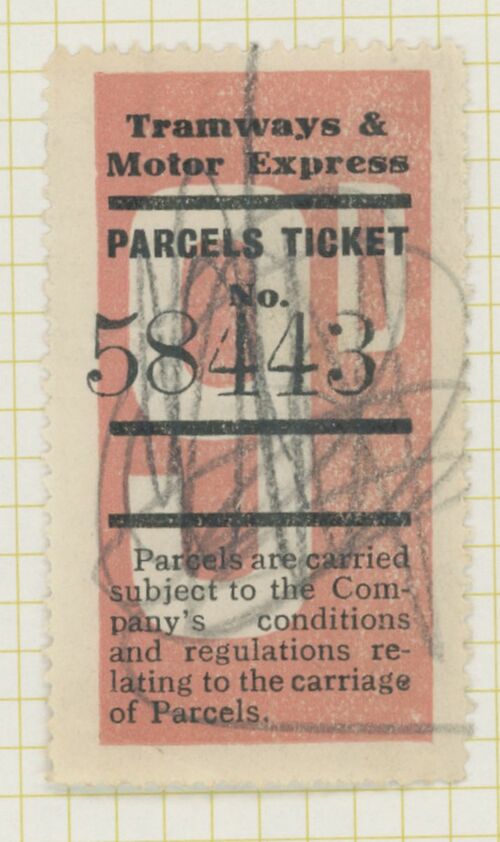 Tramways &
Motor Express
9D
PARCELS TICKET
No.
58443
Parcels are carried
subject to the Com-
pany's conditions
and regulations re-
lating to the carriage
of Parcels.